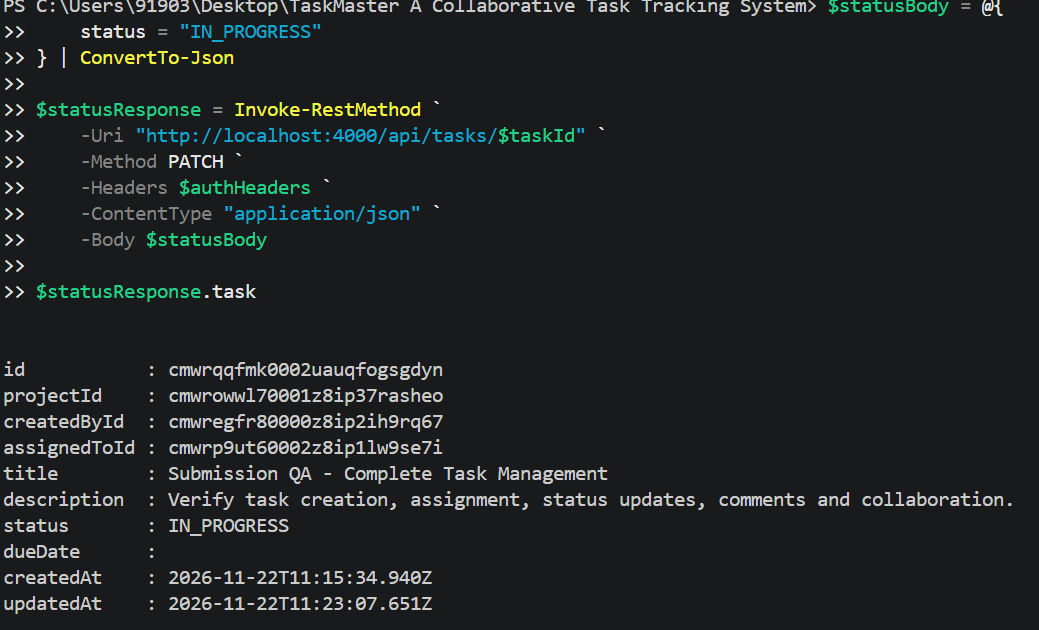 PS C:\Users\91903\Desktop\TaskMaster A Collaborative Task Tracking System> $statusBody = @{
>>     status = "IN_PROGRESS"
>> } | ConvertTo-Json
>>
>> $statusResponse = Invoke-RestMethod `
>>     -Uri "http://localhost:4000/api/tasks/$taskId" `
>>     -Method PATCH `
>>     -Headers $authHeaders `
>>     -ContentType "application/json" `
>>     -Body $statusBody
>>
>> $statusResponse.task
id           : cmwrqqfmk0002uauqfogsgdyn
projectId    : cmwrowwl70001z8ip37rasheo
createdById  : cmwregfr80000z8ip2ih9rq67
assignedToId : cmwrp9ut60002z8ip1lw9se7i
title        : Submission QA - Complete Task Management
description  : Verify task creation, assignment, status updates, comments and collaboration.
status       : IN_PROGRESS
dueDate      :
createdAt    : 2026-11-22T11:15:34.940Z
updatedAt    : 2026-11-22T11:23:07.651Z